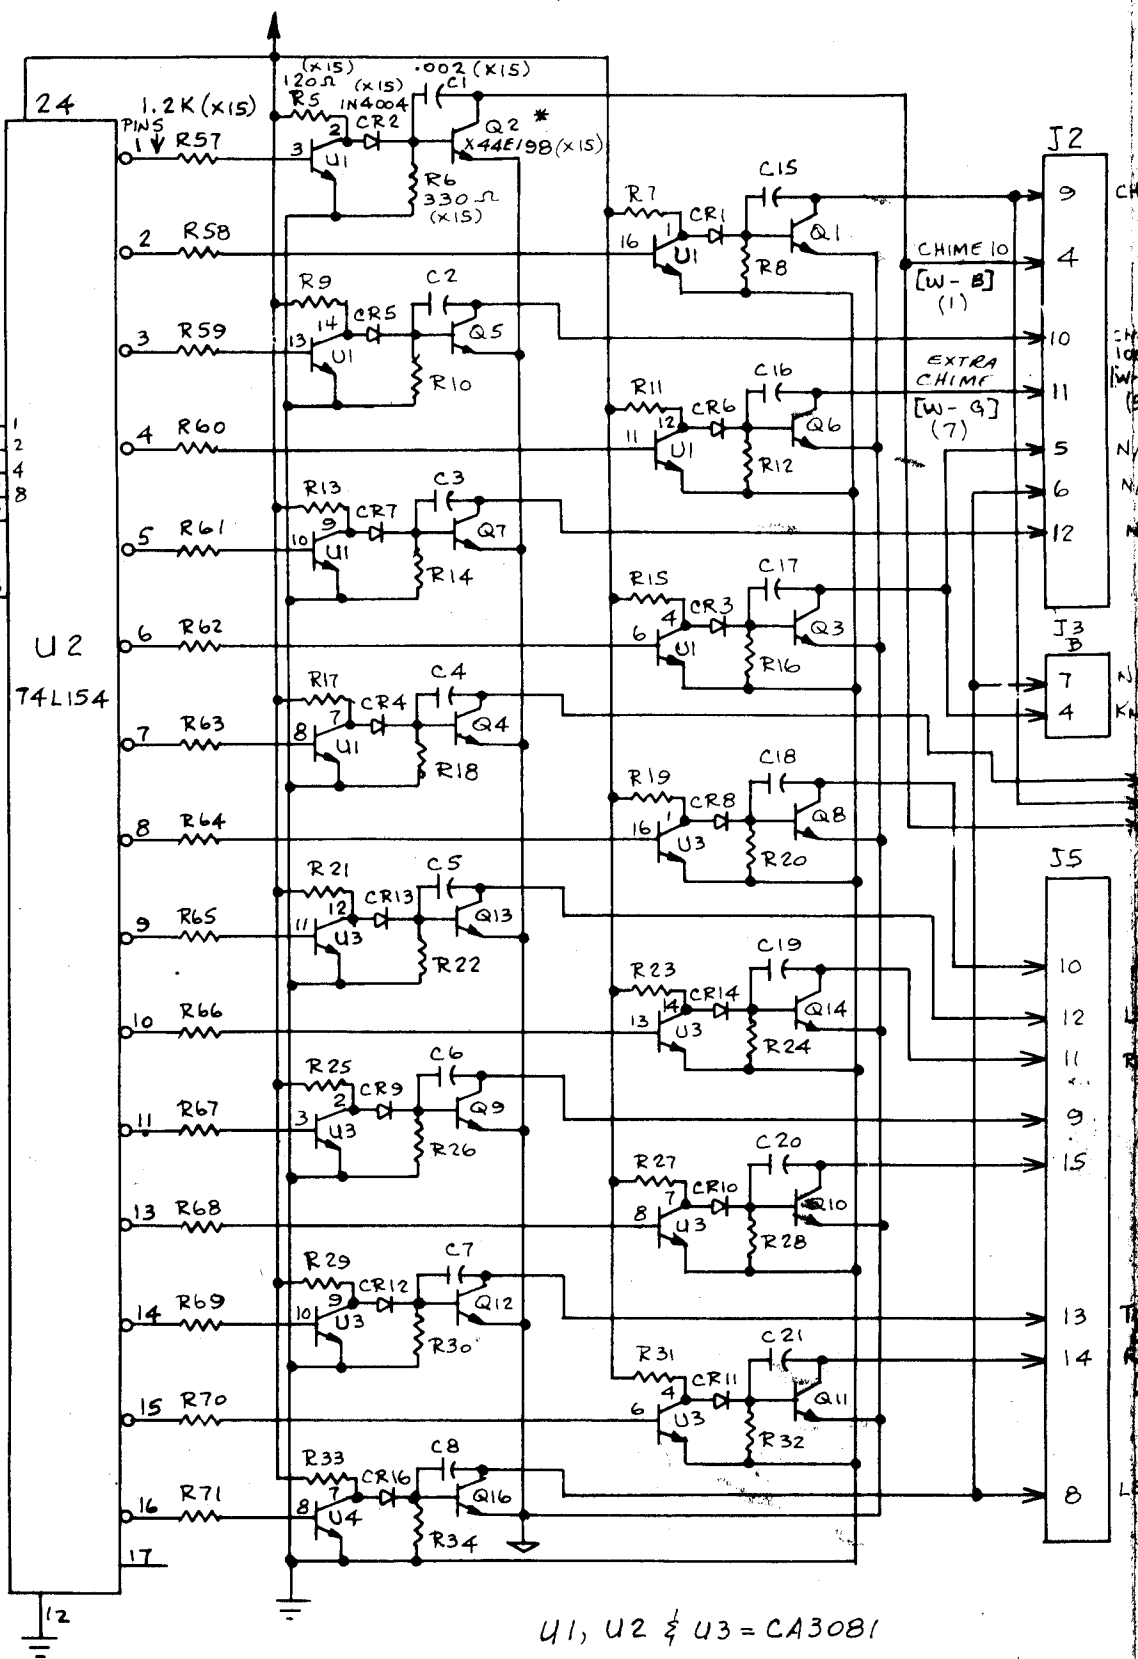 24
1.2K (X15)
PINS
(X15)
120Ω
R5
(X15)
1N4004
CR2
.002 (X15)
C1
Q2 *
X44E198 (X15)
1
R57
3
2
U1
R6
330 Ω
(X15)
J2
R7
CR1
C15
1
16
U1
Q1
R8
9
CH
2
R58
CHIME 10
[W - B]
(1)
4
R9
CR5
C2
14
13
U1
Q5
R10
3
R59
10
EXTRA
CHIME
[W - G]
(7)
11
R11
CR6
C16
12
11
U1
Q6
R12
4
R60
5
N
6
N
12
1
2
4
8
R13
CR7
C3
9
10
U1
Q7
R14
5
R61
R15
CR3
C17
4
6
U1
Q3
R16
6
R62
U2
74L154
J3
B
7
N
4
K
R17
CR4
C4
7
8
U1
Q4
R18
7
R63
R19
CR8
C18
1
16
U3
Q8
R20
8
R64
J5
R21
CR13
C5
12
11
U3
Q13
R22
9
R65
10
R23
CR14
C19
14
13
U3
Q14
R24
10
R66
12
11
R25
CR9
C6
2
3
U3
Q9
R26
11
R67
9
R27
CR10
C20
7
8
U3
Q10
R28
13
R68
15
R29
CR12
C7
9
10
U3
Q12
R30
14
R69
13
R31
CR11
C21
4
6
U3
Q11
R32
15
R70
14
R33
CR16
C8
7
8
U4
Q16
R34
16
R71
8
L
17
12
U1, U2 & U3 = CA3081